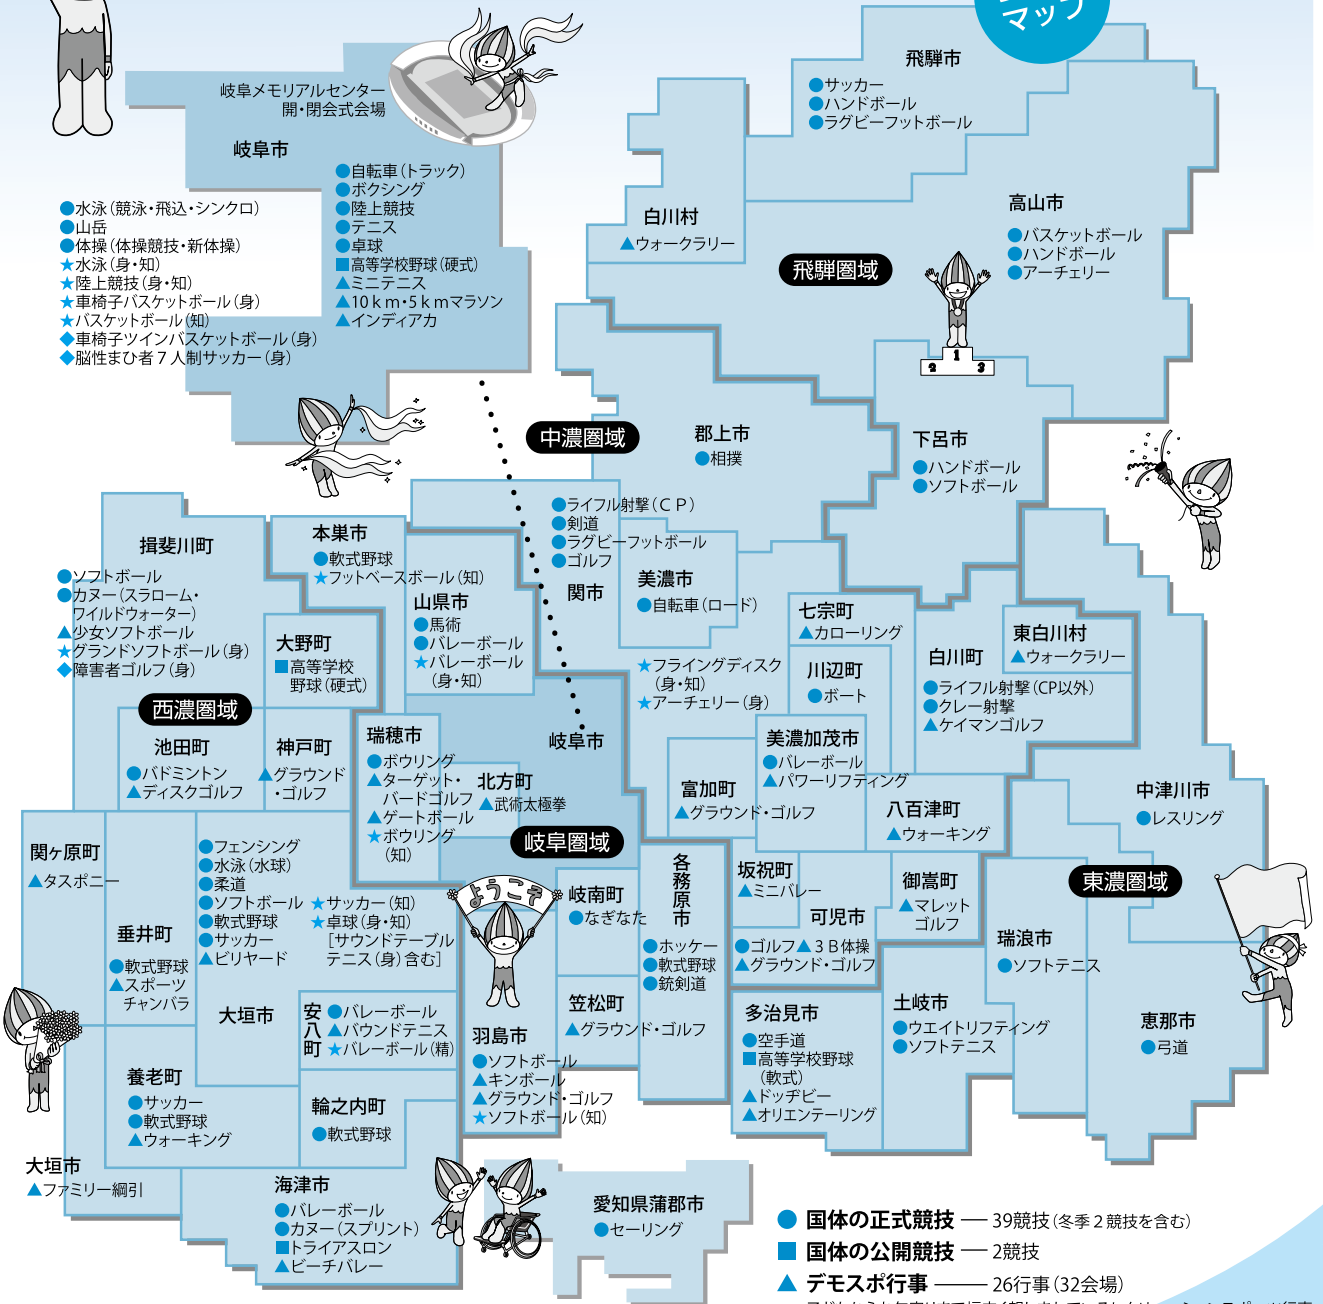 マップ
岐阜メモリアルセンター
開・閉会式会場
岐阜市
●自転車（トラック）
●ボクシング
●陸上競技
●テニス
●卓球
■高等学校野球（硬式）
▲ミニテニス
▲10ｋｍ・5ｋｍマラソン
▲インディアカ
●水泳（競泳・飛込・シンクロ）
●山岳
●体操（体操競技・新体操）
★水泳（身・知）
★陸上競技（身・知）
★車椅子バスケットボール（身）
★バスケットボール（知）
◆車椅子ツインバスケットボール（身）
◆脳性まひ者７人制サッカー（身）
飛騨市
●サッカー
●ハンドボール
●ラグビーフットボール
白川村
▲ウォークラリー
高山市
●バスケットボール
●ハンドボール
●アーチェリー
飛騨圏域
1
2
3
下呂市
●ハンドボール
●ソフトボール
中濃圏域
郡上市
●相撲
●ライフル射撃（ＣＰ）
●剣道
●ラグビーフットボール
●ゴルフ
関市
★フライングディスク
（身・知）
★アーチェリー（身）
美濃市
●自転車（ロード）
七宗町
▲カローリング
川辺町
●ボート
白川町
●ライフル射撃（CP以外）
●クレー射撃
▲ケイマンゴルフ
東白川村
▲ウォークラリー
美濃加茂市
●バレーボール
▲パワーリフティング
富加町
▲グラウンド・ゴルフ
八百津町
▲ウォーキング
坂祝町
▲ミニバレー
可児市
●ゴルフ▲３Ｂ体操
▲グラウンド・ゴルフ
御嵩町
▲マレット
ゴルフ
揖斐川町
●ソフトボール
●カヌー（スラローム・
ワイルドウォーター）
▲少女ソフトボール
★グランドソフトボール（身）
◆障害者ゴルフ（身）
本巣市
●軟式野球
★フットベースボール（知）
山県市
●馬術
●バレーボール
★バレーボール
（身・知）
大野町
■高等学校
野球（硬式）
西濃圏域
池田町
●バドミントン
▲ディスクゴルフ
神戸町
▲グラウンド
・ゴルフ
瑞穂市
●ボウリング
▲ターゲット・
バードゴルフ
▲ゲートボール
★ボウリング
（知）
北方町
▲武術太極拳
岐阜市
岐阜圏域
関ヶ原町
▲タスポニー
垂井町
●軟式野球
▲スポーツ
チャンバラ
●フェンシング
●水泳（水球）
●柔道
●ソフトボール
●軟式野球
●サッカー
▲ビリヤード
★サッカー（知）
★卓球（身・知）
［サウンドテーブル
テニス（身）含む］
大垣市
安八町
●バレーボール
▲バウンドテニス
★バレーボール（精）
養老町
●サッカー
●軟式野球
▲ウォーキング
輪之内町
●軟式野球
大垣市
▲ファミリー綱引
海津市
●バレーボール
●カヌー（スプリント）
■トライアスロン
▲ビーチバレー
ようこそ
羽島市
●ソフトボール
▲キンボール
▲グラウンド・ゴルフ
★ソフトボール（知）
岐南町
●なぎなた
笠松町
▲グラウンド・ゴルフ
各務原市
●ホッケー
●軟式野球
●銃剣道
東濃圏域
中津川市
●レスリング
恵那市
●弓道
瑞浪市
●ソフトテニス
土岐市
●ウエイトリフティング
●ソフトテニス
多治見市
●空手道
■高等学校野球
（軟式）
▲ドッヂビー
▲オリエンテーリング
愛知県蒲郡市
●セーリング
● 国体の正式競技 ― 39競技（冬季２競技を含む）
■ 国体の公開競技 ― 2競技
▲ デモスポ行事 ―― 26行事（32会場）